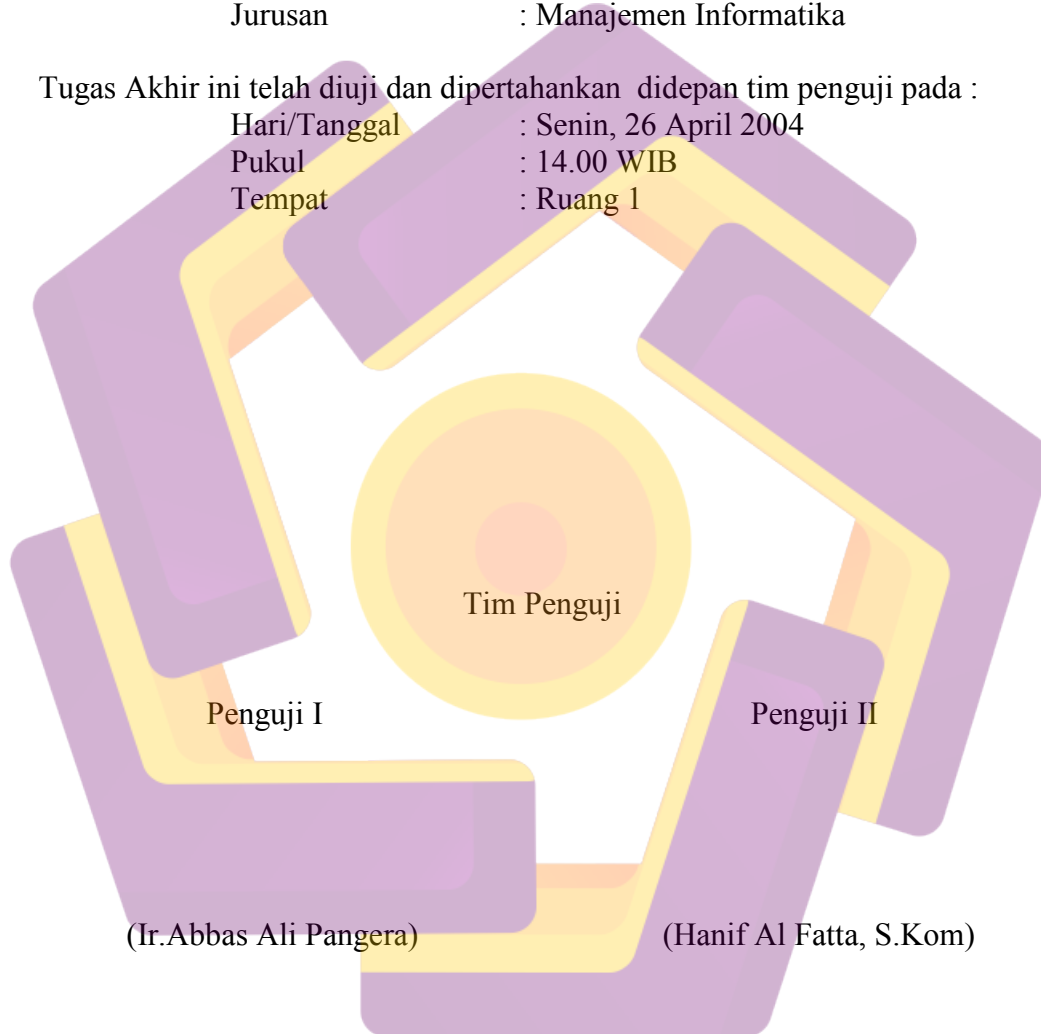 Jurusan : Manajemen Informatika
Tugas Akhir ini telah diuji dan dipertahankan didepan tim penguji pada :
Hari/Tanggal : Senin, 26 April 2004
Pukul : 14.00 WIB
Tempat : Ruang 1
Tim Penguji
Penguji I Penguji II
(Ir.Abbas Ali Pangera) (Hanif Al Fatta, S.Kom)